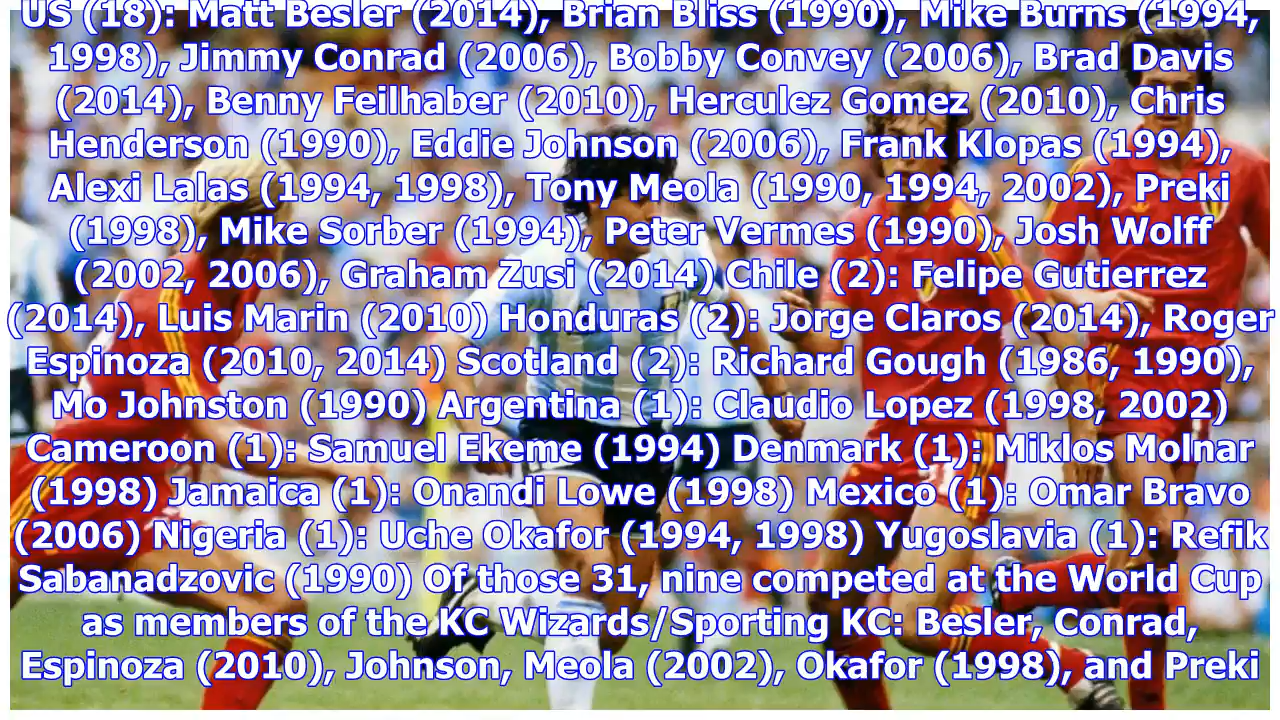 US (18): Matt Besler (2014), Brian Bliss (1990), Mike Burns (1994,
1998), Jimmy Conrad (2006), Bobby Convey (2006), Brad Davis
(2014), Benny Feilhaber (2010), Herculez Gomez (2010), Chris
Henderson (1990), Eddie Johnson (2006), Frank Klopas (1994),
Alexi Lalas (1994, 1998), Tony Meola (1990, 1994, 2002), Preki
(1998), Mike Sorber (1994), Peter Vermes (1990), Josh Wolff
(2002, 2006), Graham Zusi (2014) Chile (2): Felipe Gutierrez
(2014), Luis Marin (2010) Honduras (2): Jorge Claros (2014), Roger
Espinoza (2010, 2014) Scotland (2): Richard Gough (1986, 1990),
Mo Johnston (1990) Argentina (1): Claudio Lopez (1998, 2002)
Cameroon (1): Samuel Ekeme (1994) Denmark (1): Miklos Molnar
(1998) Jamaica (1): Onandi Lowe (1998) Mexico (1): Omar Bravo
(2006) Nigeria (1): Uche Okafor (1994, 1998) Yugoslavia (1): Refik
Sabanadzovic (1990) Of those 31, nine competed at the World Cup
as members of the KC Wizards/Sporting KC: Besler, Conrad,
Espinoza (2010), Johnson, Meola (2002), Okafor (1998), and Preki